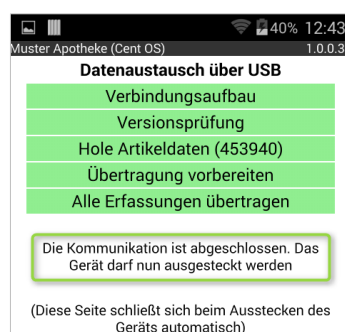 40% 12:43
Muster Apotheke (Cent OS) 1.0.0.3
Datenaustausch über USB
Verbindungsaufbau
Versionsprüfung
Hole Artikeldaten (453940)
Übertragung vorbereiten
Alle Erfassungen übertragen
Die Kommunikation ist abgeschlossen. Das
Gerät darf nun ausgesteckt werden
(Diese Seite schließt sich beim Ausstecken des
Geräts automatisch)